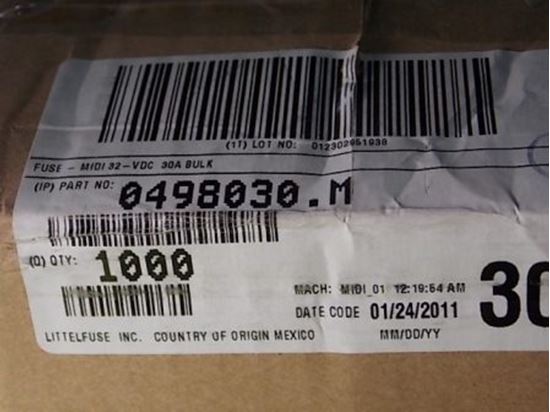 (1T) LOT NO: 012302951938
FUSE - MIDI 32-VDC 30A BULK
(IP) PART NO: 0498030.M
(Q) QTY: 1000
MACH: MIDI_01 12:19:54 AM
DATE CODE 01/24/2011 30
LITTELFUSE INC. COUNTRY OF ORIGIN MEXICO MM/DD/YY